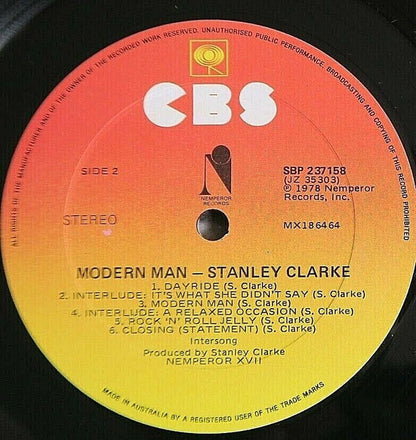 ALL RIGHTS OF THE MANUFACTURER AND OF THE OWNER OF THE RECORDED WORK RESERVED. UNAUTHORISED PUBLIC PERFORMANCE, BROADCASTING AND COPYING OF THIS RECORD PROHIBITED
CBS
SIDE 2
STEREO
NEMPEROR
RECORDS
SBP 237158
(JZ 35303)
℗ 1978 Nemperor
Records, Inc.
MX186464
MODERN MAN – STANLEY CLARKE
1. DAYRIDE (S. Clarke)
2. INTERLUDE: IT'S WHAT SHE DIDN'T SAY (S. Clarke)
3. MODERN MAN (S. Clarke)
4. INTERLUDE: A RELAXED OCCASION (S. Clarke)
5. ROCK 'N' ROLL JELLY (S. Clarke)
6. CLOSING (STATEMENT) (S. Clarke)
Intersong
Produced by Stanley Clarke
NEMPEROR XVII
MADE IN AUSTRALIA BY A REGISTERED USER OF THE TRADE MARKS